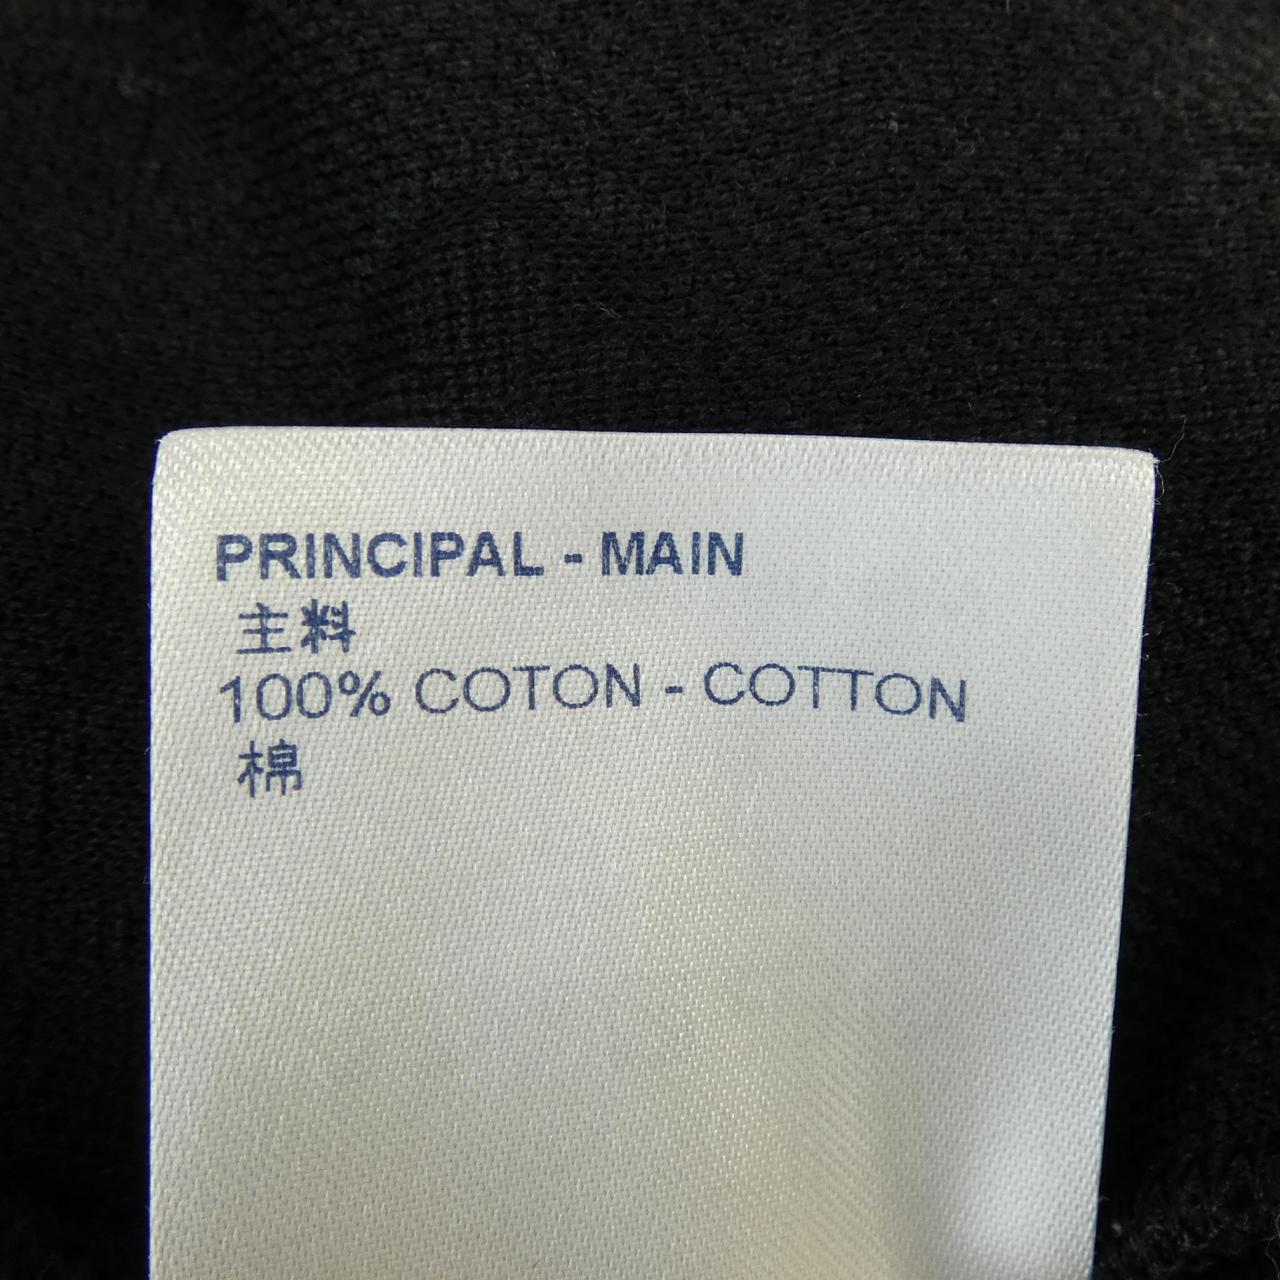 PRINCIPAL - MAIN
主料
100% COTON - COTTON
棉